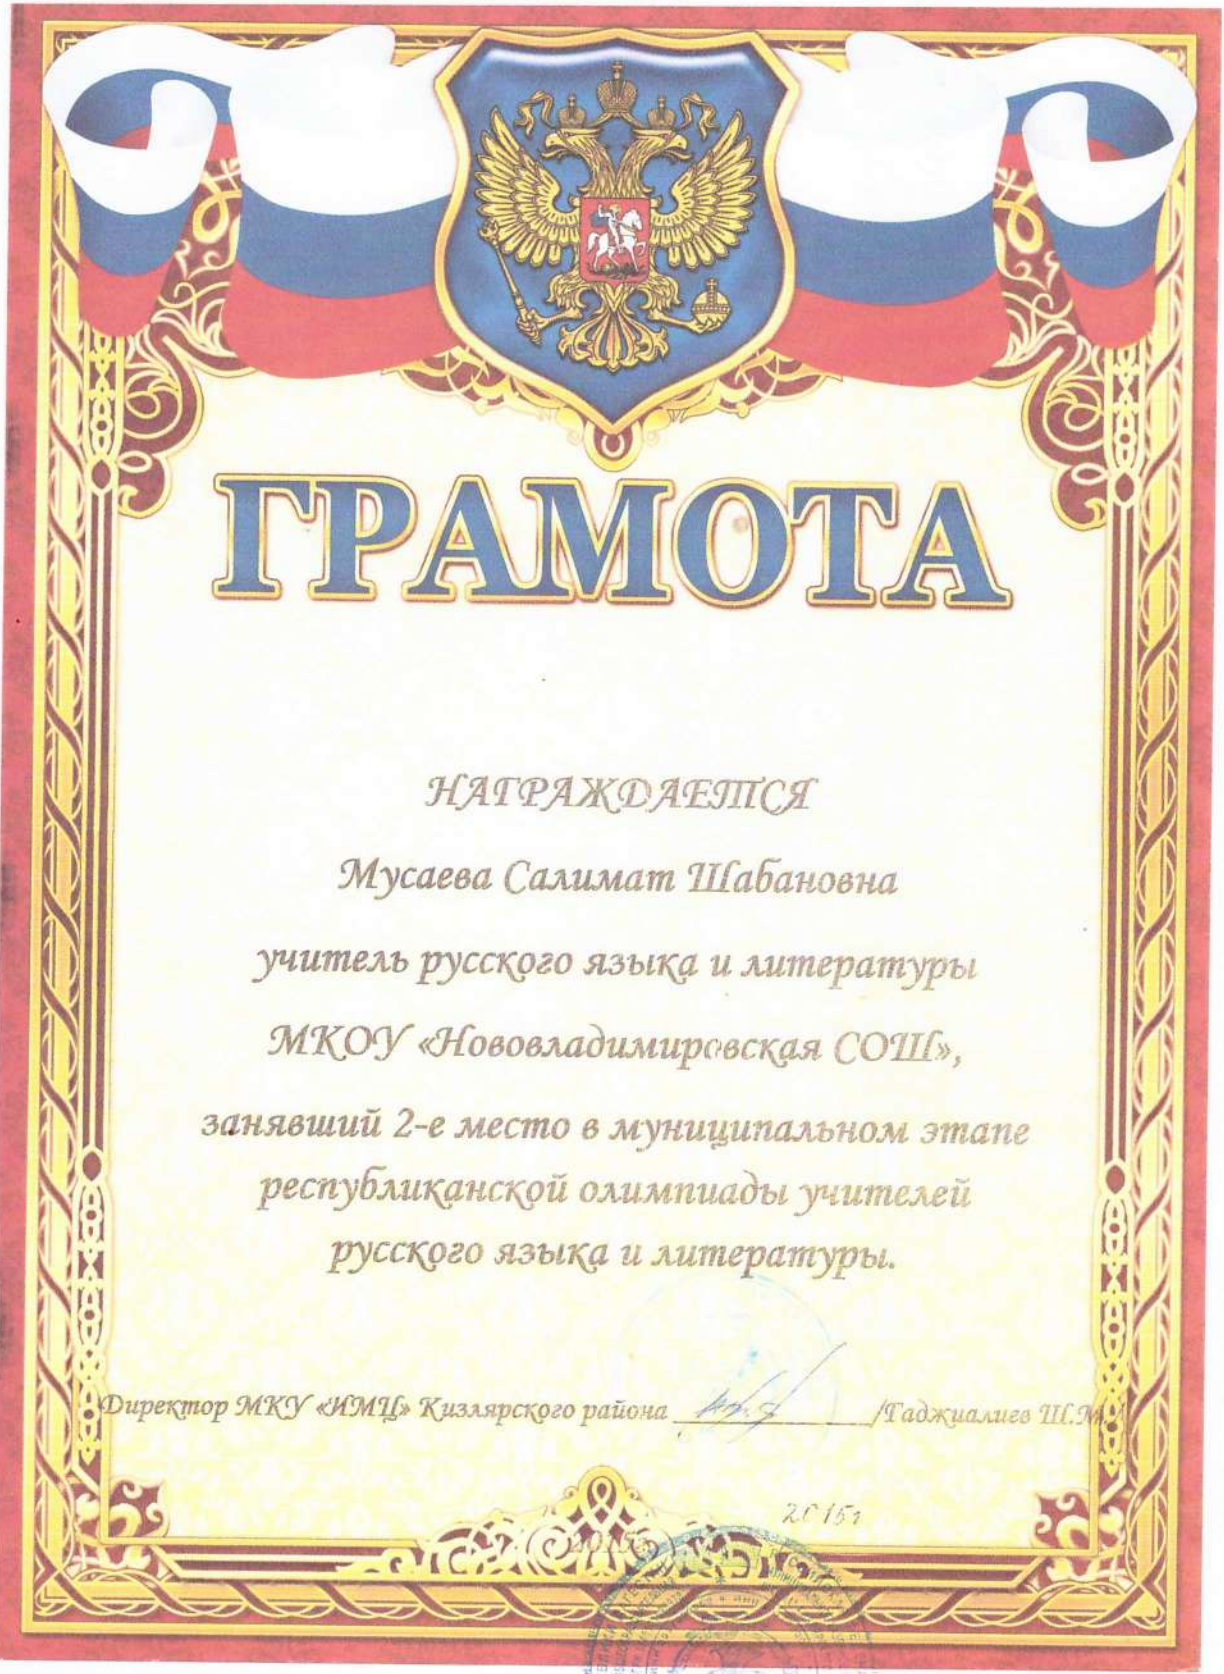 ГРАМОТА
НАГРАЖДАЕТСЯ
Мусаева Салимат Шабановна
учитель русского языка и литературы
МКОУ «Нововладимировская СОШ»,
занявший 2-е место в муниципальном этапе
республиканской олимпиады учителей
русского языка и литературы.
Директор МКУ «ИМЦ» Кизлярского района /Гаджиалиев Ш.М./
2015г
2015г